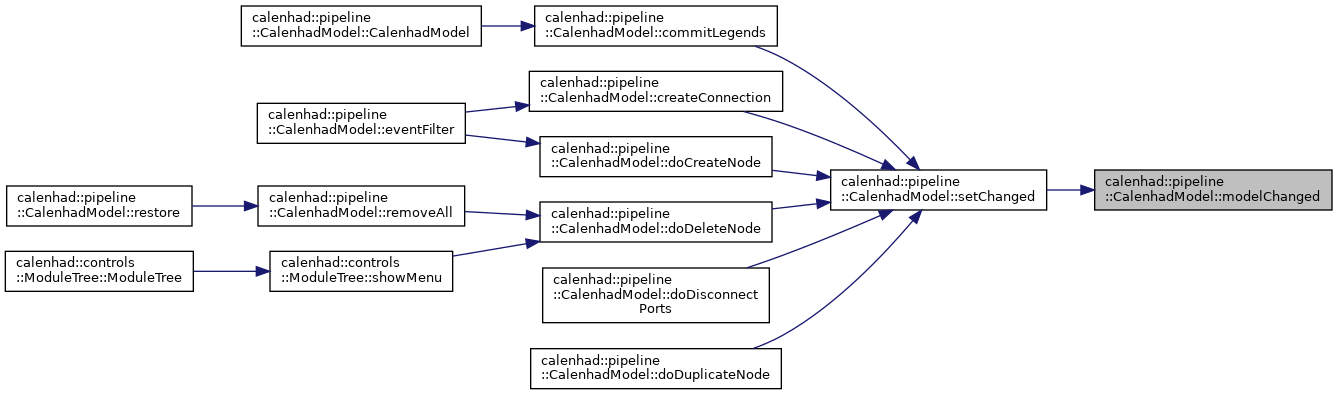 calenhad::pipeline
::CalenhadModel::CalenhadModel
calenhad::pipeline
::CalenhadModel::commitLegends
calenhad::pipeline
::CalenhadModel::createConnection
calenhad::pipeline
::CalenhadModel::eventFilter
calenhad::pipeline
::CalenhadModel::doCreateNode
calenhad::pipeline
::CalenhadModel::setChanged
calenhad::pipeline
::CalenhadModel::modelChanged
calenhad::pipeline
::CalenhadModel::restore
calenhad::pipeline
::CalenhadModel::removeAll
calenhad::pipeline
::CalenhadModel::doDeleteNode
calenhad::controls
::ModuleTree::ModuleTree
calenhad::controls
::ModuleTree::showMenu
calenhad::pipeline
::CalenhadModel::doDisconnect
Ports
calenhad::pipeline
::CalenhadModel::doDuplicateNode